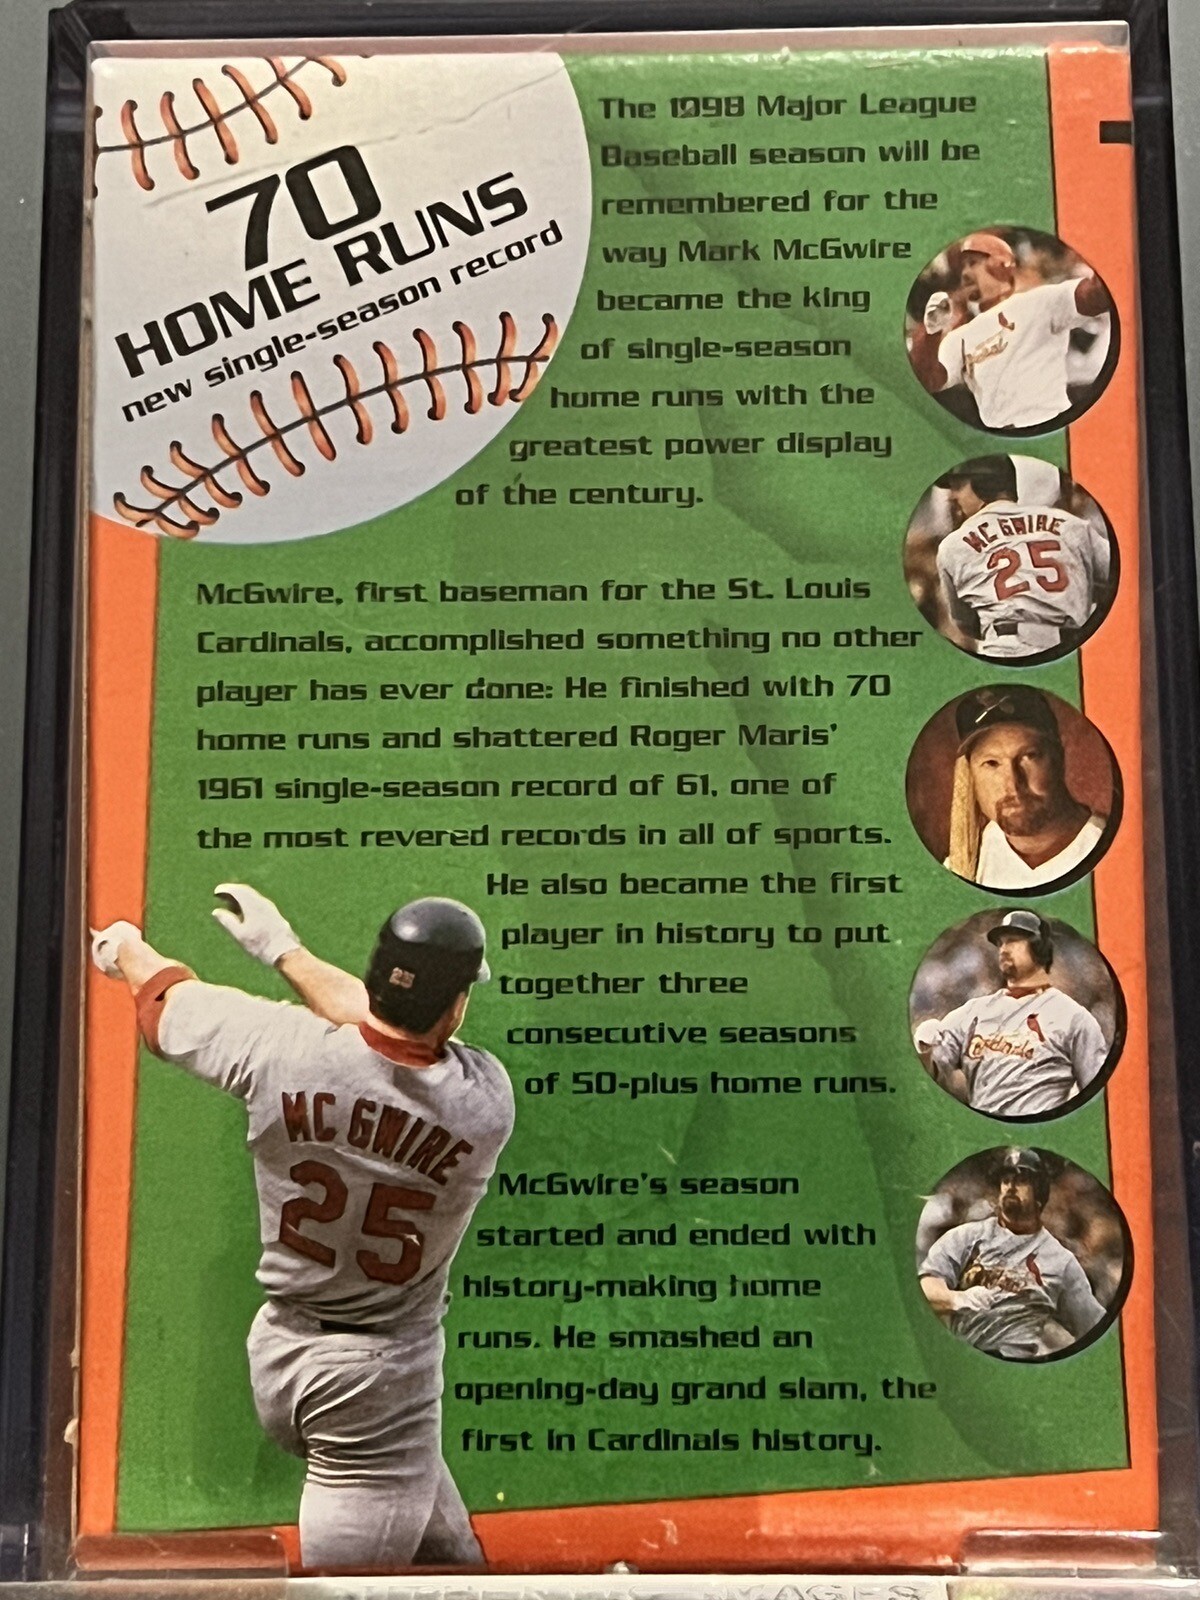 70
HOME RUNS
new single-season record
The 1998 Major League
Baseball season will be
remembered for the
way Mark McGwire
became the king
of single-season
home runs with the
greatest power display
of the century.
McGwire, first baseman for the St. Louis
Cardinals, accomplished something no other
player has ever done: He finished with 70
home runs and shattered Roger Maris'
1961 single-season record of 61, one of
the most revered records in all of sports.
He also became the first
player in history to put
together three
consecutive seasons
of 50-plus home runs.
McGwire's season
started and ended with
history-making home
runs. He smashed an
opening-day grand slam, the
first in Cardinals history.
25
MCGWIRE
25
MCGWIRE
25
Cardinals